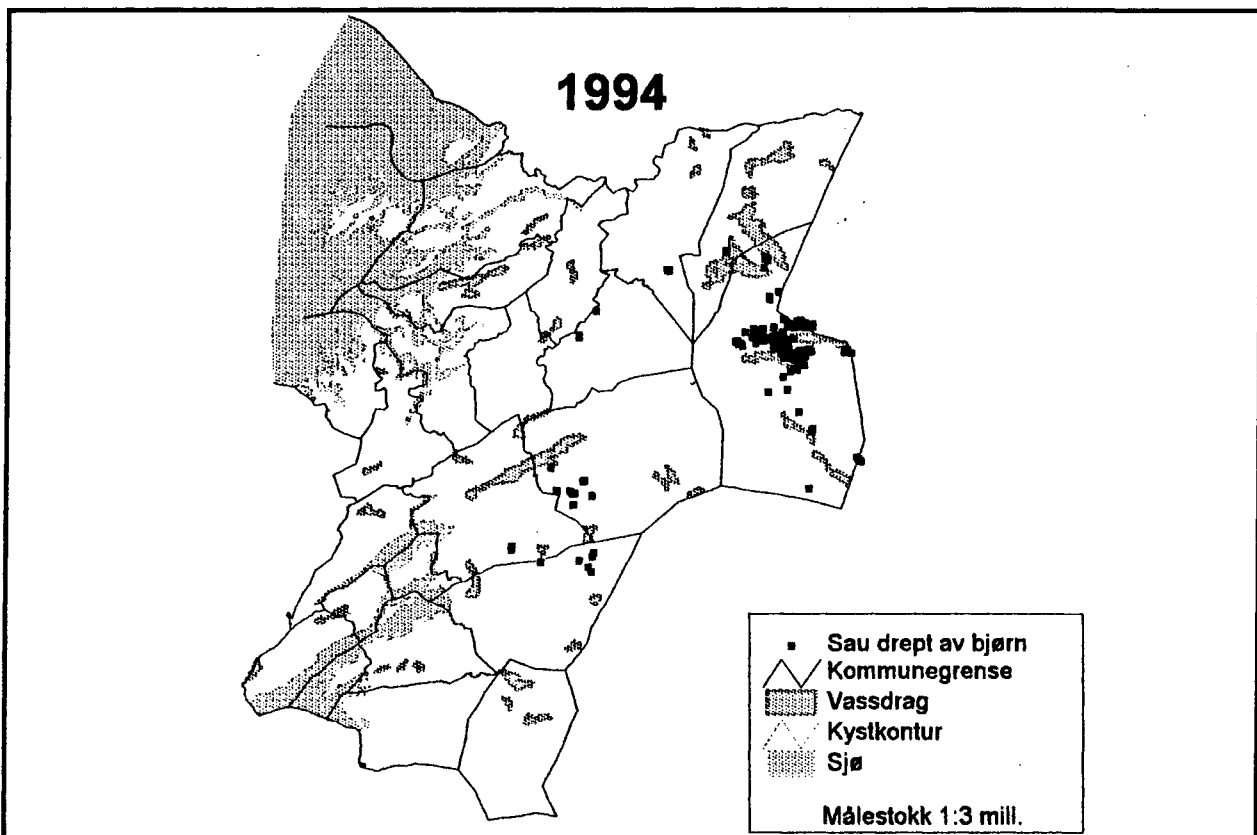 1994
Sau drept av bjørn
Kommunegrense
Vassdrag
Kystkontur
Sjø
Målestokk 1:3 mill.